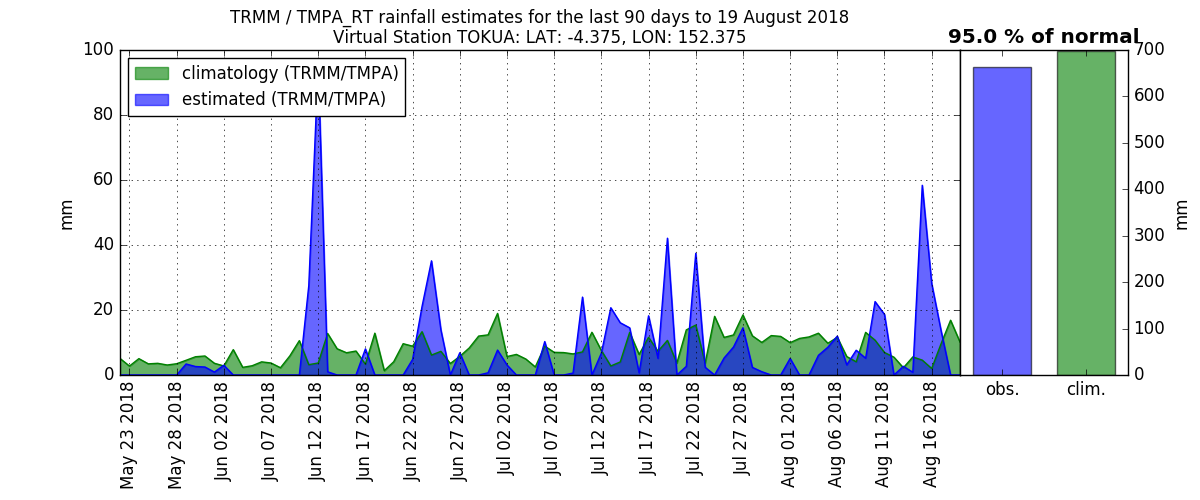 TRMM / TMPA_RT rainfall estimates for the last 90 days to 19 August 2018
Virtual Station TOKUA: LAT: -4.375, LON: 152.375
95.0 % of normal
climatology (TRMM/TMPA)
estimated (TRMM/TMPA)
100
80
60
40
20
0
mm
May 23 2018
May 28 2018
Jun 02 2018
Jun 07 2018
Jun 12 2018
Jun 17 2018
Jun 22 2018
Jun 27 2018
Jul 02 2018
Jul 07 2018
Jul 12 2018
Jul 17 2018
Jul 22 2018
Jul 27 2018
Aug 01 2018
Aug 06 2018
Aug 11 2018
Aug 16 2018
obs.
clim.
700
600
500
400
300
200
100
0
mm